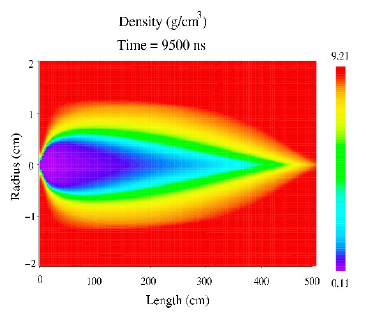 Density (g/cm³)
Time = 9500 ns
9.21
2
1
0
−1
−2
Radius (cm)
0 100 200 300 400 500
0.11
Length (cm)